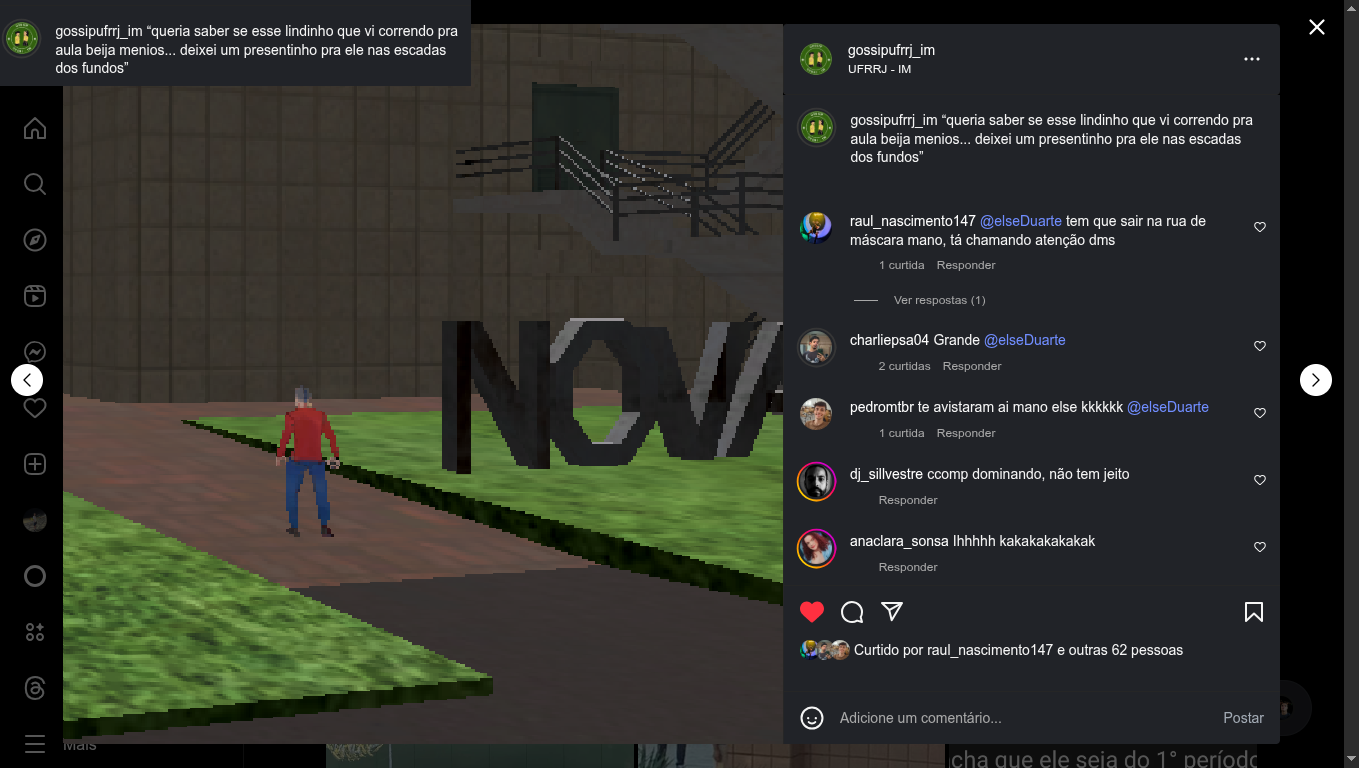 gossipufrrj_im “queria saber se esse lindinho que vi correndo pra
aula beija menios... deixei um presentinho pra ele nas escadas
dos fundos”
gossipufrrj_im
UFRRJ - IM
gossipufrrj_im “queria saber se esse lindinho que vi correndo pra
aula beija menios... deixei um presentinho pra ele nas escadas
dos fundos”
raul_nascimento147 @elseDuarte tem que sair na rua de
máscara mano, tá chamando atenção dms
1 curtida Responder
Ver respostas (1)
charliepsa04 Grande @elseDuarte
2 curtidas Responder
pedromtbr te avistaram ai mano else kkkkkk @elseDuarte
1 curtida Responder
dj_sillvestre ccomp dominando, não tem jeito
Responder
anaclara_sonsa Ihhhhh kakakakakakak
Responder
Curtido por raul_nascimento147 e outras 62 pessoas
Adicione um comentário... Postar
NOV
Mais
cha que ele seja do 1° período